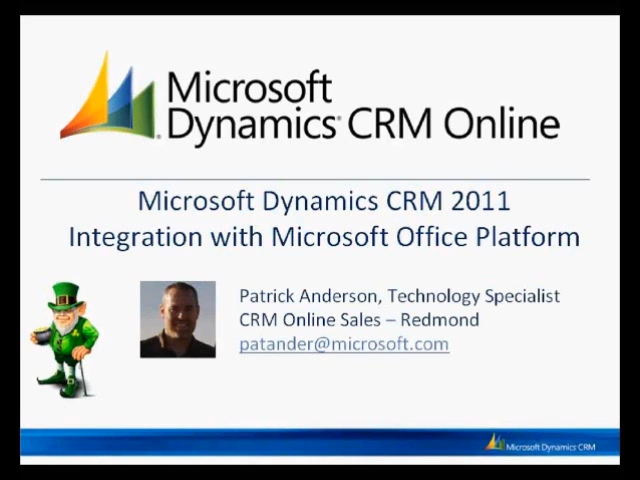 Microsoft
Dynamics® CRM Online
Microsoft Dynamics CRM 2011
Integration with Microsoft Office Platform
Patrick Anderson, Technology Specialist
CRM Online Sales – Redmond
patander@microsoft.com
Microsoft Dynamics CRM